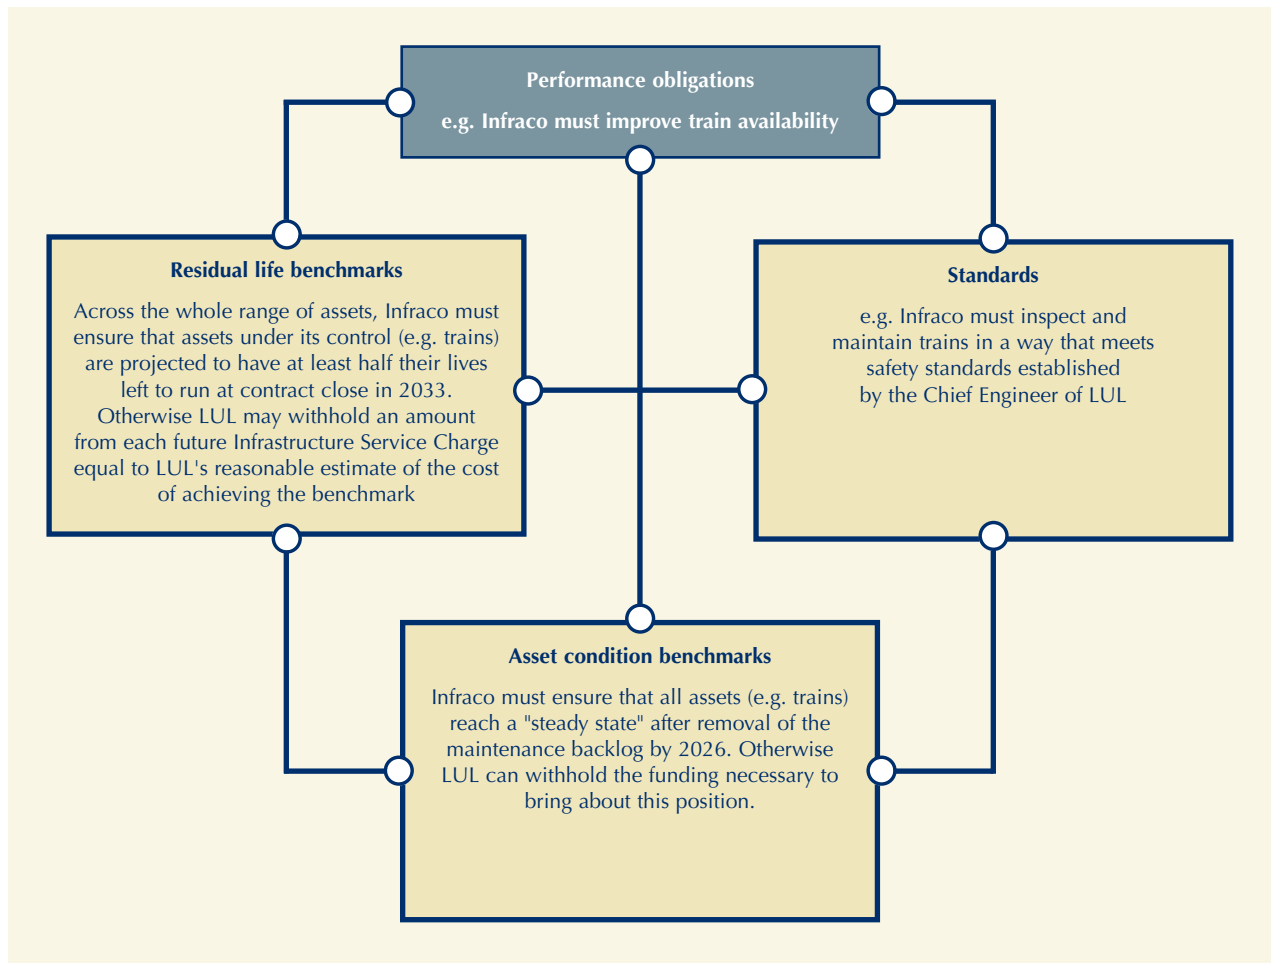 Performance obligations
e.g. Infraco must improve train availability
Residual life benchmarks
Across the whole range of assets, Infraco must
ensure that assets under its control (e.g. trains)
are projected to have at least half their lives
left to run at contract close in 2033.
Otherwise LUL may withhold an amount
from each future Infrastructure Service Charge
equal to LUL's reasonable estimate of the cost
of achieving the benchmark
Standards
e.g. Infraco must inspect and
maintain trains in a way that meets
safety standards established
by the Chief Engineer of LUL
Asset condition benchmarks
Infraco must ensure that all assets (e.g. trains)
reach a "steady state" after removal of the
maintenance backlog by 2026. Otherwise
LUL can withhold the funding necessary to
bring about this position.